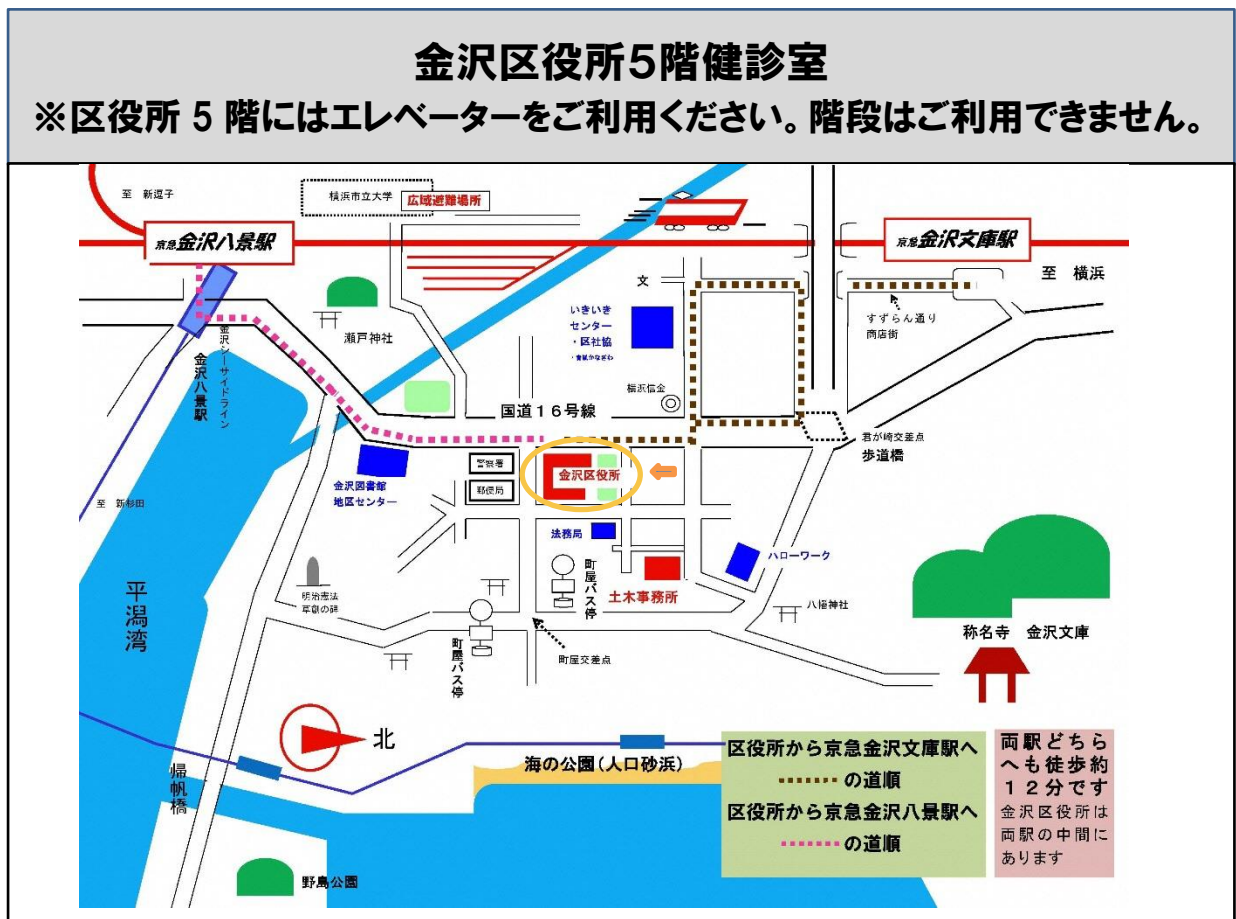 金沢区役所5階健診室
※区役所 5 階にはエレベーターをご利用ください。階段はご利用できません。
至 新逗子
横浜市立大学
広域避難場所
京急金沢八景駅
京急金沢文庫駅
至 横浜
文
すずらん通り
商店街
いきいき
センター
・区社協
瀬戸神社
金沢シーサイドライン
金沢八景駅
横浜信金
国道16号線
君が崎交差点
歩道橋
警察署
郵便局
金沢区役所
金沢図書館
地区センター
至 新杉田
法務局
ハローワーク
平潟湾
明治憲法
草創の碑
町屋バス停
土木事務所
八幡神社
称名寺 金沢文庫
町屋バス停
町屋交差点
北
海の公園(人口砂浜)
帰帆橋
野島公園
区役所から京急金沢文庫駅へ
の道順
区役所から京急金沢八景駅へ
の道順
両駅どちら
へも徒歩約
12分です
金沢区役所は
両駅の中間に
あります